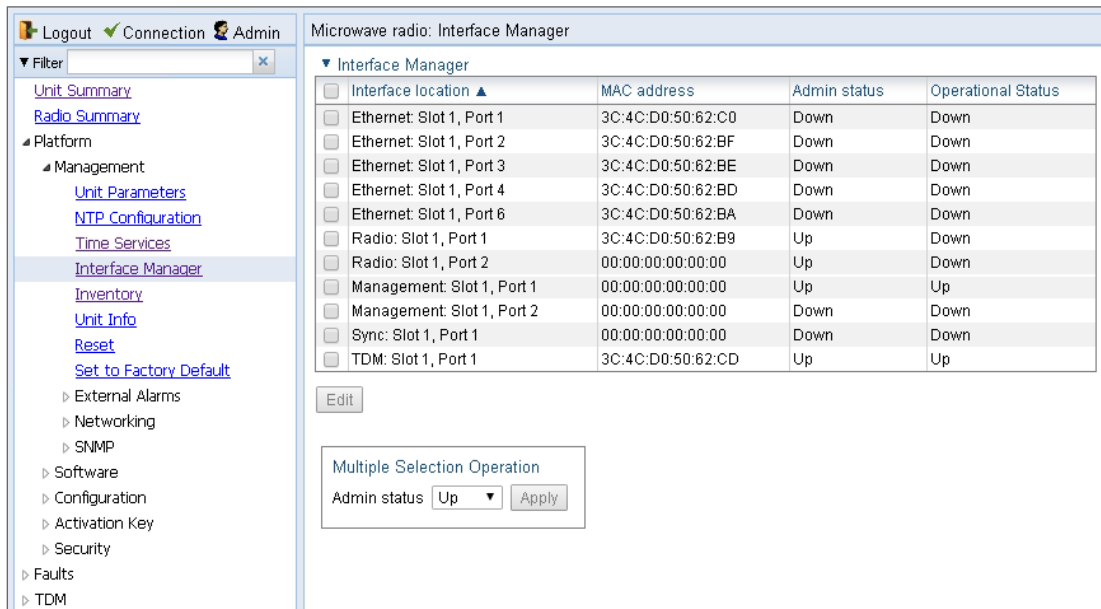 Logout Connection Admin
Filter
Unit Summary
Radio Summary
Platform
Management
Unit Parameters
NTP Configuration
Time Services
Interface Manager
Inventory
Unit Info
Reset
Set to Factory Default
External Alarms
Networking
SNMP
Software
Configuration
Activation Key
Security
Faults
TDM
Microwave radio: Interface Manager
Interface Manager
Interface location ▲ MAC address Admin status Operational Status
Ethernet: Slot 1, Port 1 3C:4C:D0:50:62:C0 Down Down
Ethernet: Slot 1, Port 2 3C:4C:D0:50:62:BF Down Down
Ethernet: Slot 1, Port 3 3C:4C:D0:50:62:BE Down Down
Ethernet: Slot 1, Port 4 3C:4C:D0:50:62:BD Down Down
Ethernet: Slot 1, Port 6 3C:4C:D0:50:62:BA Down Down
Radio: Slot 1, Port 1 3C:4C:D0:50:62:B9 Up Down
Radio: Slot 1, Port 2 00:00:00:00:00:00 Up Down
Management: Slot 1, Port 1 00:00:00:00:00:00 Up Up
Management: Slot 1, Port 2 00:00:00:00:00:00 Down Down
Sync: Slot 1, Port 1 00:00:00:00:00:00 Down Down
TDM: Slot 1, Port 1 3C:4C:D0:50:62:CD Up Up
Edit
Multiple Selection Operation
Admin status Up Apply